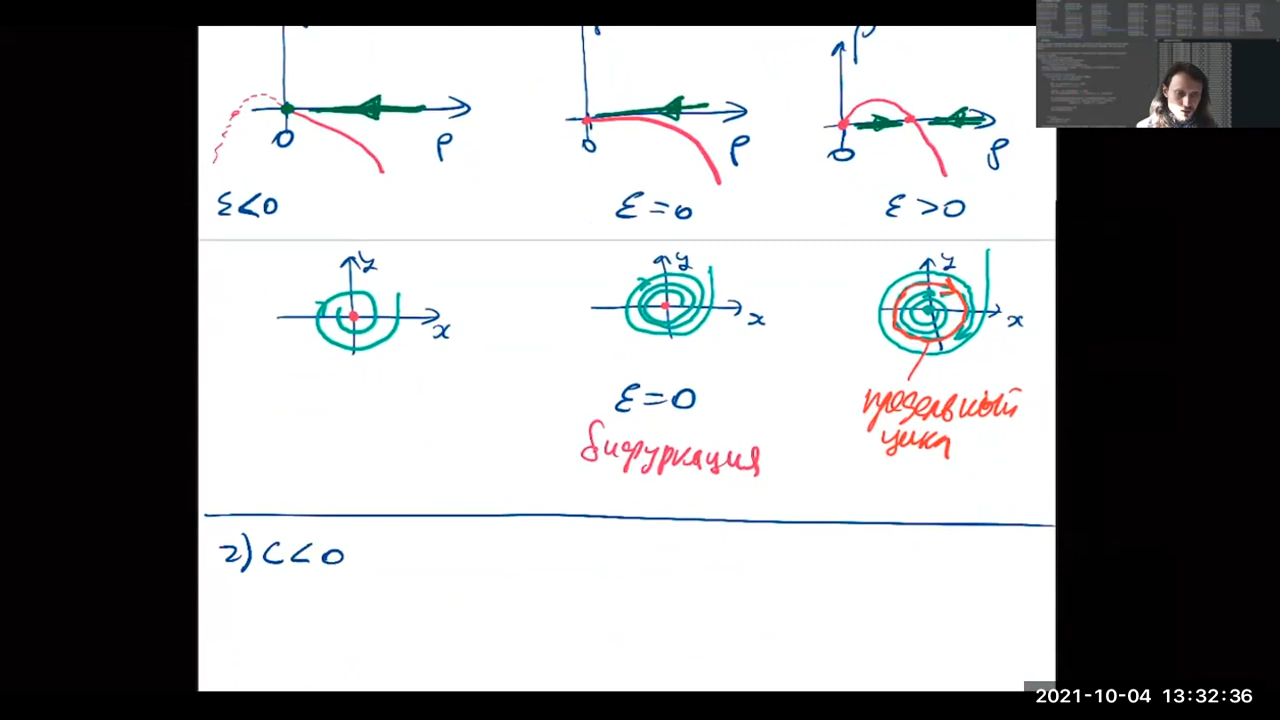 0 ρ
0 ρ
0 ρ
ε<0
ε=0
ε>0
y x
y x
y x
ε=0
бифуркация
предельный
цикл
2) C<0
2021-10-04 13:32:36